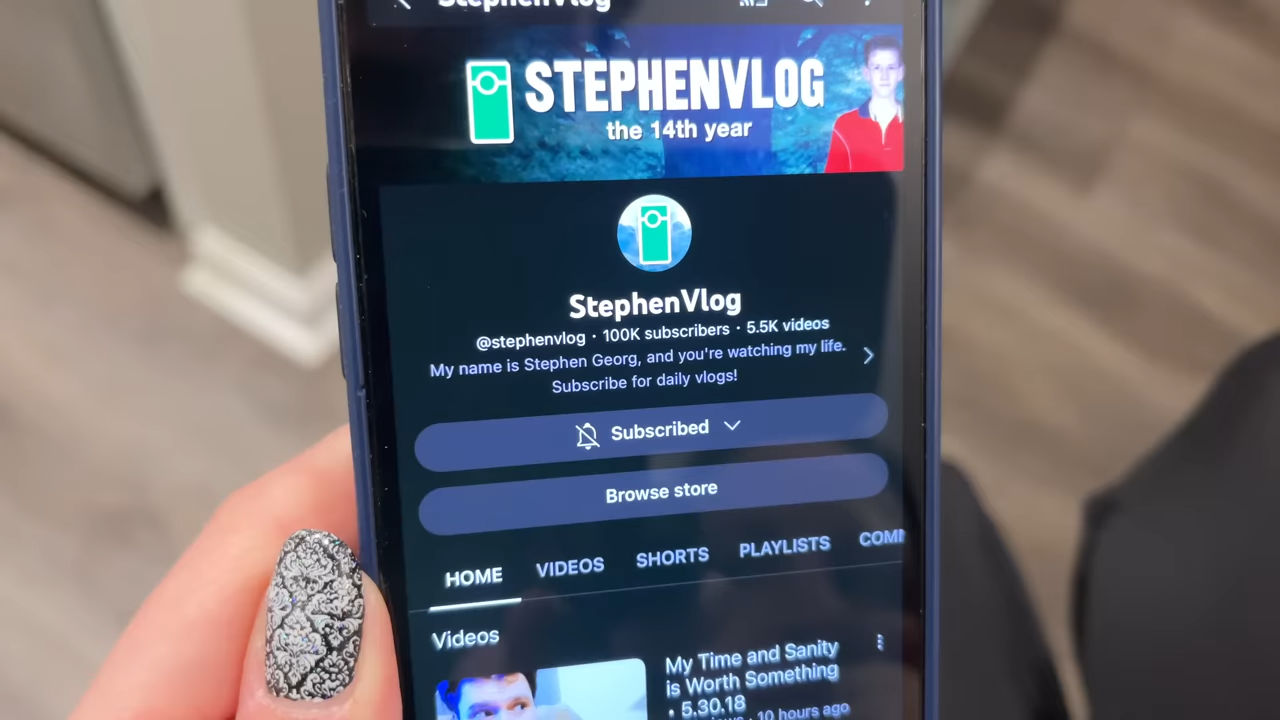 StephenVlog
STEPHENVLOG
the 14th year
StephenVlog
@stephenvlog · 100K subscribers · 5.5K videos
My name is Stephen Georg, and you're watching my life.
Subscribe for daily vlogs!
Subscribed
Browse store
HOME VIDEOS SHORTS PLAYLISTS
Videos
My Time and Sanity
is Worth Something
• 5.30.18
10 hours ago